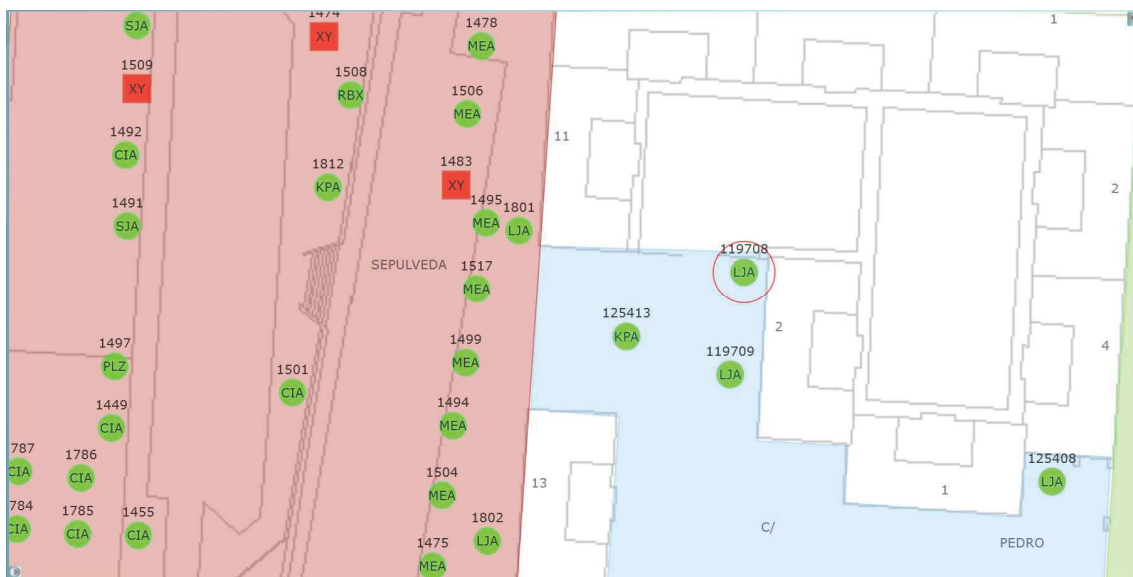 SJA
1474
XY
1478
MEA
1
1509
XY
1508
RBX
1506
MEA
1492
CIA
11
1812
KPA
1483
XY
2
1491
SJA
1495
MEA
1801
LJA
SEPULVEDA
119708
LJA
1517
MEA
125413
KPA
2
1497
PLZ
1499
MEA
119709
LJA
4
1501
CIA
1449
CIA
1494
MEA
787
CIA
1786
CIA
125408
LJA
1504
MEA
13
1
784
CIA
1785
CIA
1455
CIA
1802
LJA
C/
PEDRO
1475
MEA